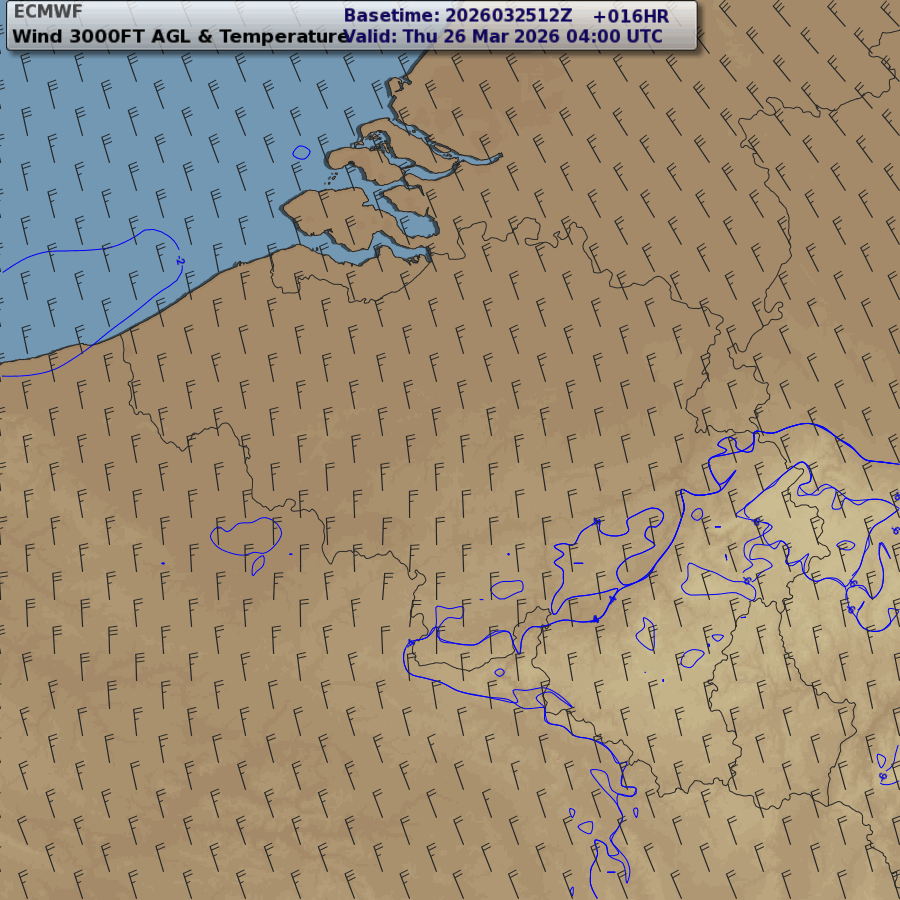 ECMWF
Basetime: 2026032512Z +016HR
Wind 3000FT AGL & Temperature Valid: Thu 26 Mar 2026 04:00 UTC
-2